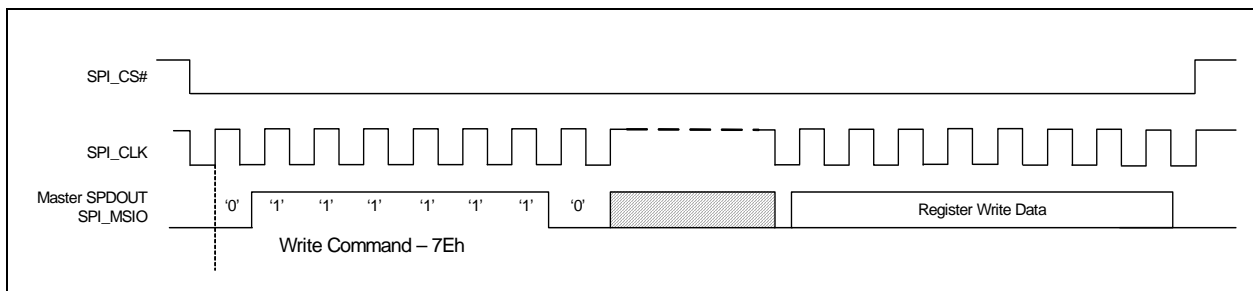 SPI_CS#
SPI_CLK
Master SPDOUT
SPI_MSIO
‘0’ ‘1’ ‘1’ ‘1’ ‘1’ ‘1’ ‘1’ ‘0’
Register Write Data
Write Command – 7Eh